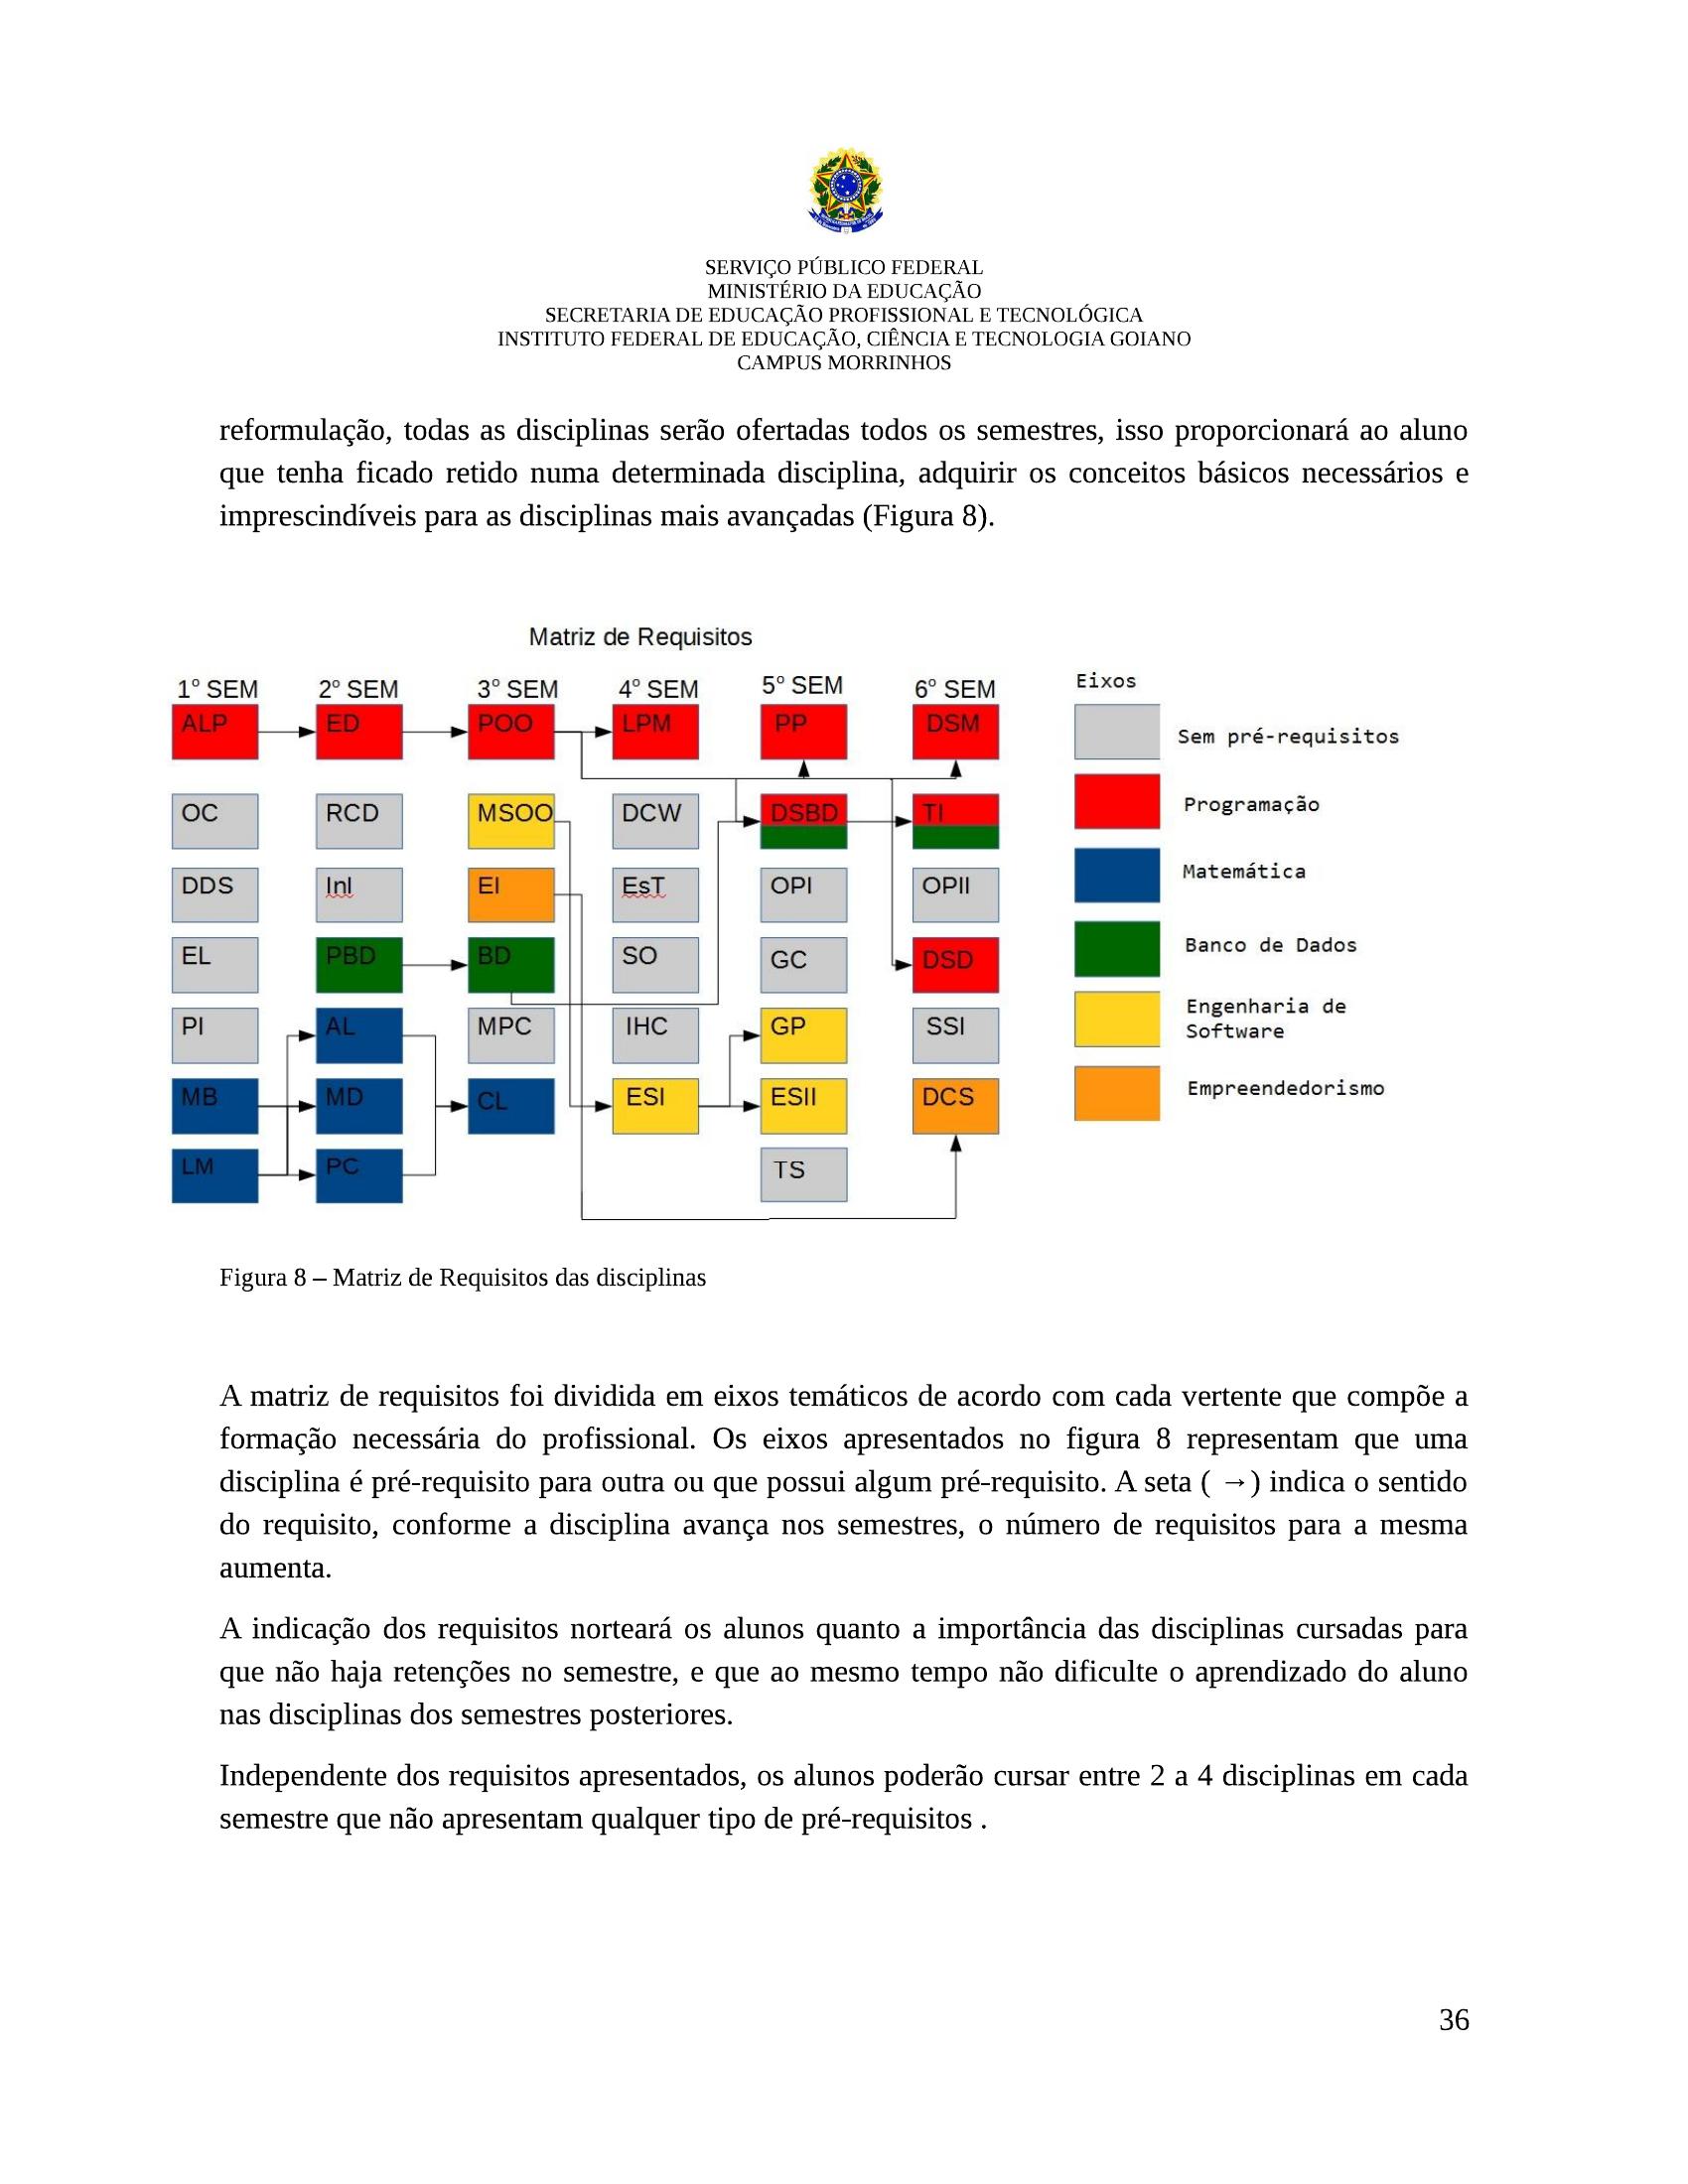 SERVIÇO PÚBLICO FEDERAL
MINISTÉRIO DA EDUCAÇÃO
SECRETARIA DE EDUCAÇÃO PROFISSIONAL E TECNOLÓGICA
INSTITUTO FEDERAL DE EDUCAÇÃO, CIÊNCIA E TECNOLOGIA GOIANO
CAMPUS MORRINHOS
reformulação, todas as disciplinas serão ofertadas todos os semestres, isso proporcionará ao aluno
que tenha ficado retido numa determinada disciplina, adquirir os conceitos básicos necessários e
imprescindíveis para as disciplinas mais avançadas (Figura 8).
Matriz de Requisitos
1º SEM 2º SEM 3º SEM 4º SEM 5º SEM 6º SEM Eixos
ALP ED POO LPM PP DSM Sem pré-requisitos
OC RCD MSOO DCW DSBD TI Programação
DDS InI EI EsT OPI OPII Matemática
EL PBD BD SO GC DSD Banco de Dados
PI AL MPC IHC GP SSI Engenharia de
Software
MB MD CL ESI ESII DCS Empreendedorismo
LM PC TS
Figura 8 – Matriz de Requisitos das disciplinas
A matriz de requisitos foi dividida em eixos temáticos de acordo com cada vertente que compõe a
formação necessária do profissional. Os eixos apresentados no figura 8 representam que uma
disciplina é pré-requisito para outra ou que possui algum pré-requisito. A seta ( →) indica o sentido
do requisito, conforme a disciplina avança nos semestres, o número de requisitos para a mesma
aumenta.
A indicação dos requisitos norteará os alunos quanto a importância das disciplinas cursadas para
que não haja retenções no semestre, e que ao mesmo tempo não dificulte o aprendizado do aluno
nas disciplinas dos semestres posteriores.
Independente dos requisitos apresentados, os alunos poderão cursar entre 2 a 4 disciplinas em cada
semestre que não apresentam qualquer tipo de pré-requisitos .
36